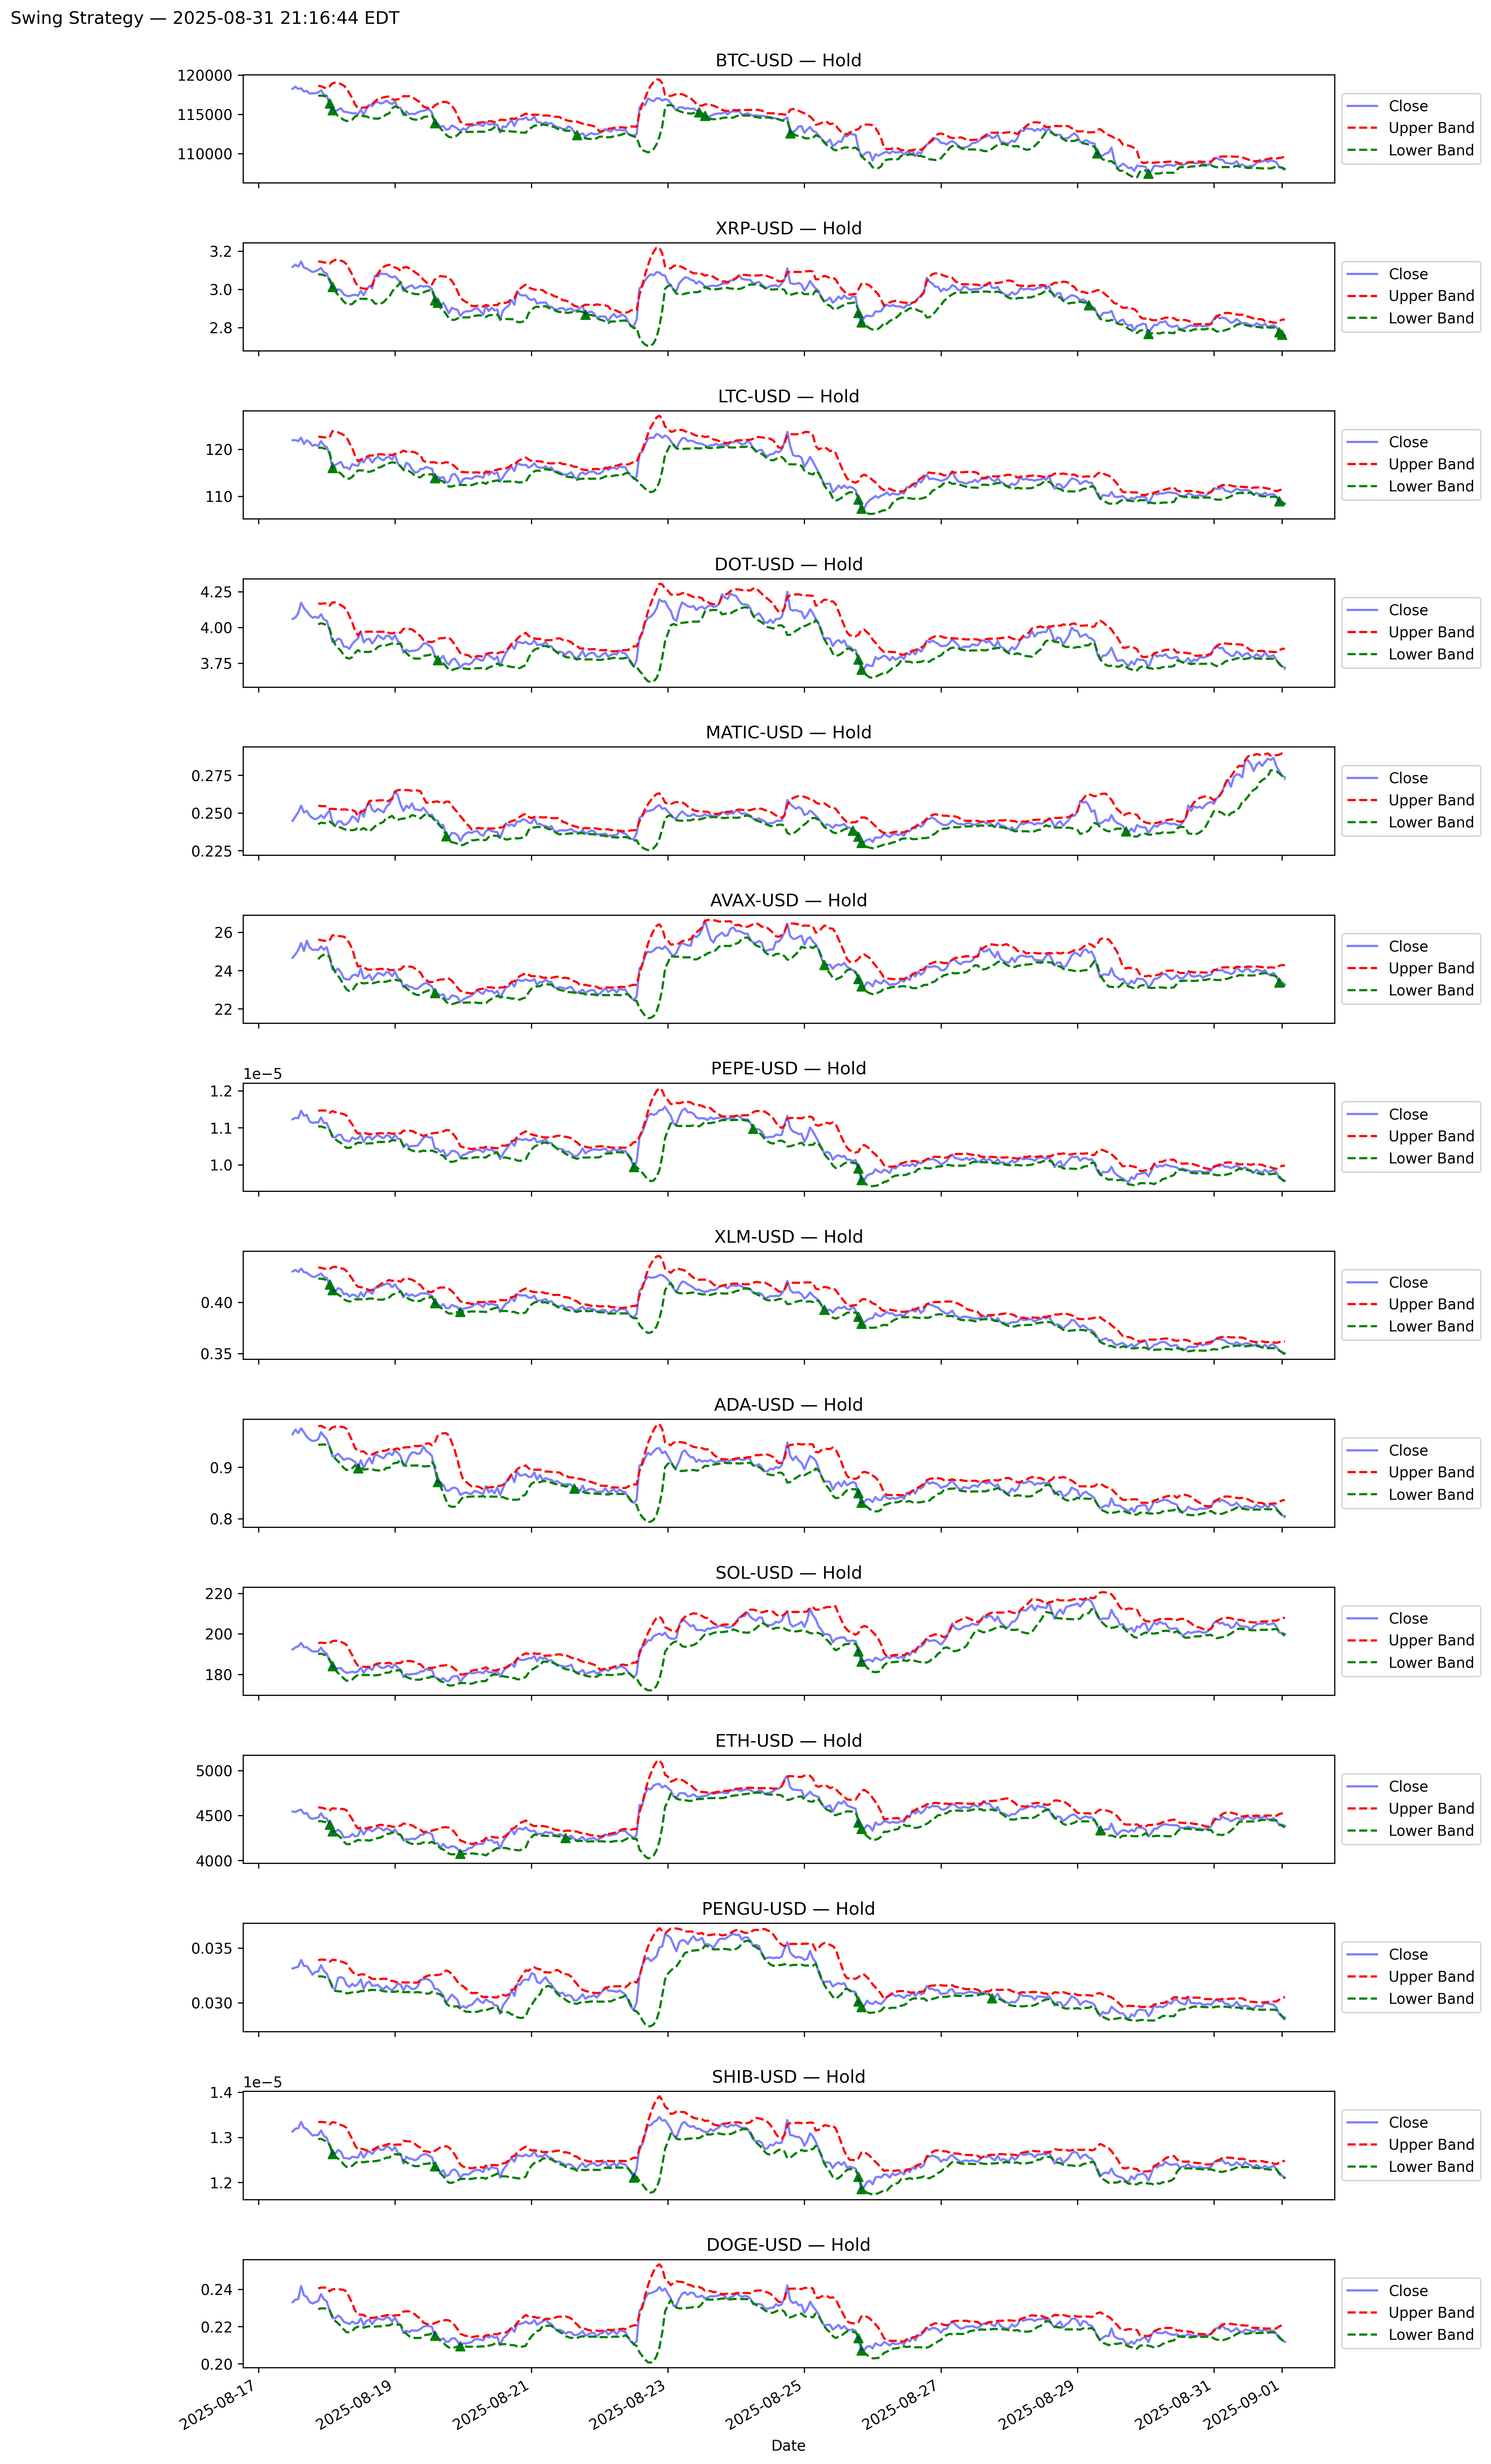 Swing Strategy — 2025-08-31 21:16:44 EDT
BTC-USD — Hold
120000
115000
110000
Close
Upper Band
Lower Band
XRP-USD — Hold
3.2
3.0
2.8
Close
Upper Band
Lower Band
LTC-USD — Hold
120
110
Close
Upper Band
Lower Band
DOT-USD — Hold
4.25
4.00
3.75
Close
Upper Band
Lower Band
MATIC-USD — Hold
0.275
0.250
0.225
Close
Upper Band
Lower Band
AVAX-USD — Hold
26
24
22
Close
Upper Band
Lower Band
PEPE-USD — Hold
1e−5
1.2
1.1
1.0
Close
Upper Band
Lower Band
XLM-USD — Hold
0.40
0.35
Close
Upper Band
Lower Band
ADA-USD — Hold
0.9
0.8
Close
Upper Band
Lower Band
SOL-USD — Hold
220
200
180
Close
Upper Band
Lower Band
ETH-USD — Hold
5000
4500
4000
Close
Upper Band
Lower Band
PENGU-USD — Hold
0.035
0.030
Close
Upper Band
Lower Band
SHIB-USD — Hold
1e−5
1.4
1.3
1.2
Close
Upper Band
Lower Band
DOGE-USD — Hold
0.24
0.22
0.20
Close
Upper Band
Lower Band
2025-08-17
2025-08-19
2025-08-21
2025-08-23
2025-08-25
2025-08-27
2025-08-29
2025-08-31
2025-09-01
Date